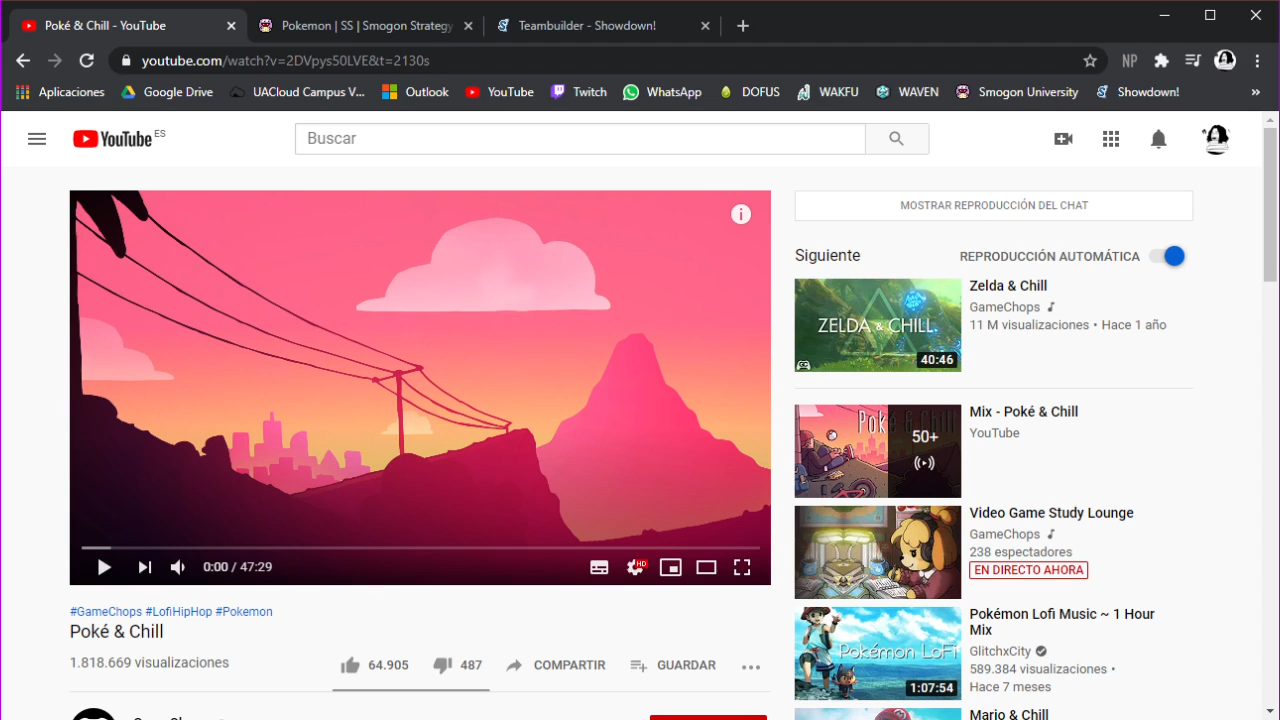 Poké & Chill - YouTube
Pokemon | SS | Smogon Strategy
Teambuilder - Showdown!
youtube.com/watch?v=2DVpys50LVE&t=2130s
NP
Aplicaciones
Google Drive
UACloud Campus V...
Outlook
YouTube
Twitch
WhatsApp
DOFUS
WAKFU
WAVEN
Smogon University
Showdown!
»
YouTube ES
Buscar
MOSTRAR REPRODUCCIÓN DEL CHAT
Siguiente
REPRODUCCIÓN AUTOMÁTICA
ZELDA & CHILL
40:46
Zelda & Chill
GameChops
11 M visualizaciones • Hace 1 año
Poké & Chill
50+
Mix - Poké & Chill
YouTube
Video Game Study Lounge
GameChops
238 espectadores
EN DIRECTO AHORA
Pokémon LoFi
1:07:54
Pokémon Lofi Music ~ 1 Hour
Mix
GlitchxCity
589.384 visualizaciones •
Hace 7 meses
Mario & Chill
0:00 / 47:29
HD
#GameChops #LofiHipHop #Pokemon
Poké & Chill
1.818.669 visualizaciones
64.905
487
COMPARTIR
GUARDAR